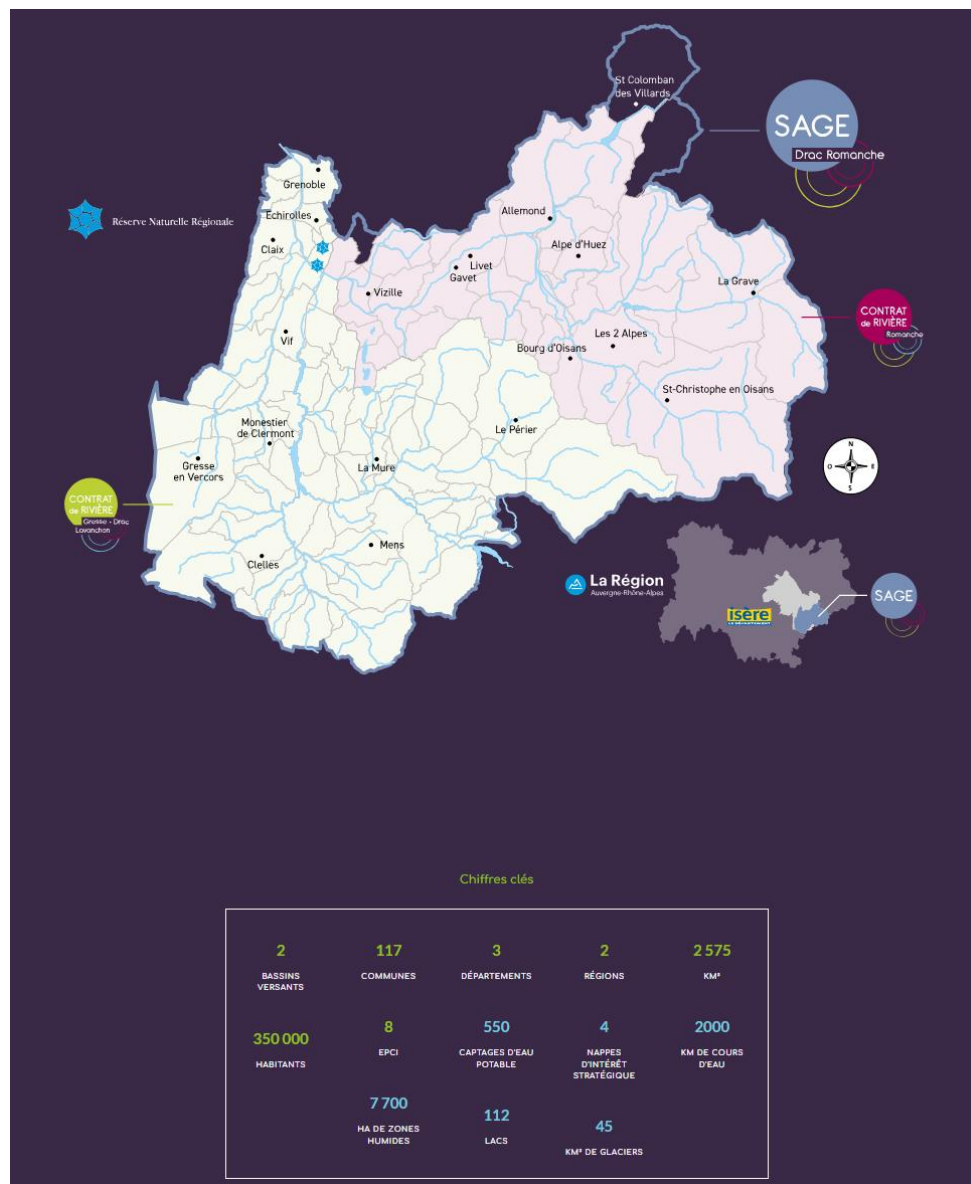 St Colomban
des Villards
SAGE
Drac Romanche
Grenoble
Réserve Naturelle Régionale
Echirolles
Claix
Allemond
Alpe d'Huez
Livet
Gavet
La Grave
Vizille
CONTRAT
de RIVIÈRE
Romanche
Vif
Les 2 Alpes
Bourg d'Oisans
St-Christophe en Oisans
Monestier
de Clermont
Le Périer
N
O
E
S
Gresse
en Vercors
La Mure
CONTRAT
de RIVIÈRE
Gresse - Drac
Lavanchon
Mens
Clelles
La Région
Auvergne-Rhône-Alpes
isère
LE DÉPARTEMENT
SAGE
Chiffres clés
2
BASSINS
VERSANTS
117
COMMUNES
3
DÉPARTEMENTS
2
RÉGIONS
2 575
KM²
350 000
HABITANTS
8
EPCI
550
CAPTAGES D'EAU
POTABLE
4
NAPPES
D'INTÉRÊT
STRATÉGIQUE
2000
KM DE COURS
D'EAU
7 700
HA DE ZONES
HUMIDES
112
LACS
45
KM² DE GLACIERS